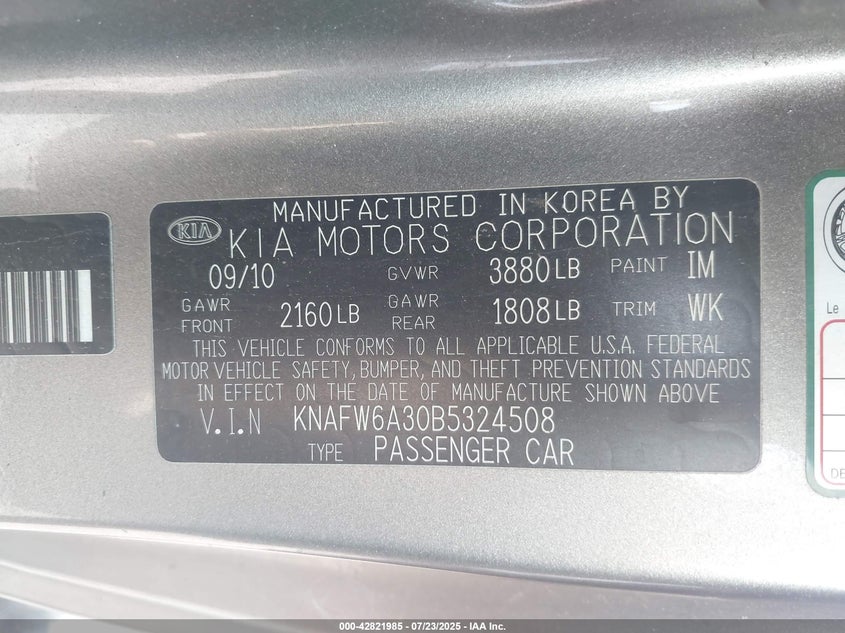 MANUFACTURED IN KOREA BY
KIA KIA MOTORS CORPORATION
09/10 GVWR 3880LB PAINT IM
GAWR FRONT 2160LB GAWR REAR 1808LB TRIM WK
THIS VEHICLE CONFORMS TO ALL APPLICABLE U.S.A. FEDERAL
MOTOR VEHICLE SAFETY, BUMPER, AND THEFT PREVENTION STANDARDS
IN EFFECT ON THE DATE OF MANUFACTURE SHOWN ABOVE
V.I.N KNAFW6A30B5324508
TYPE PASSENGER CAR
Le
DE
000-42821985 - 07/23/2025 - IAA Inc.